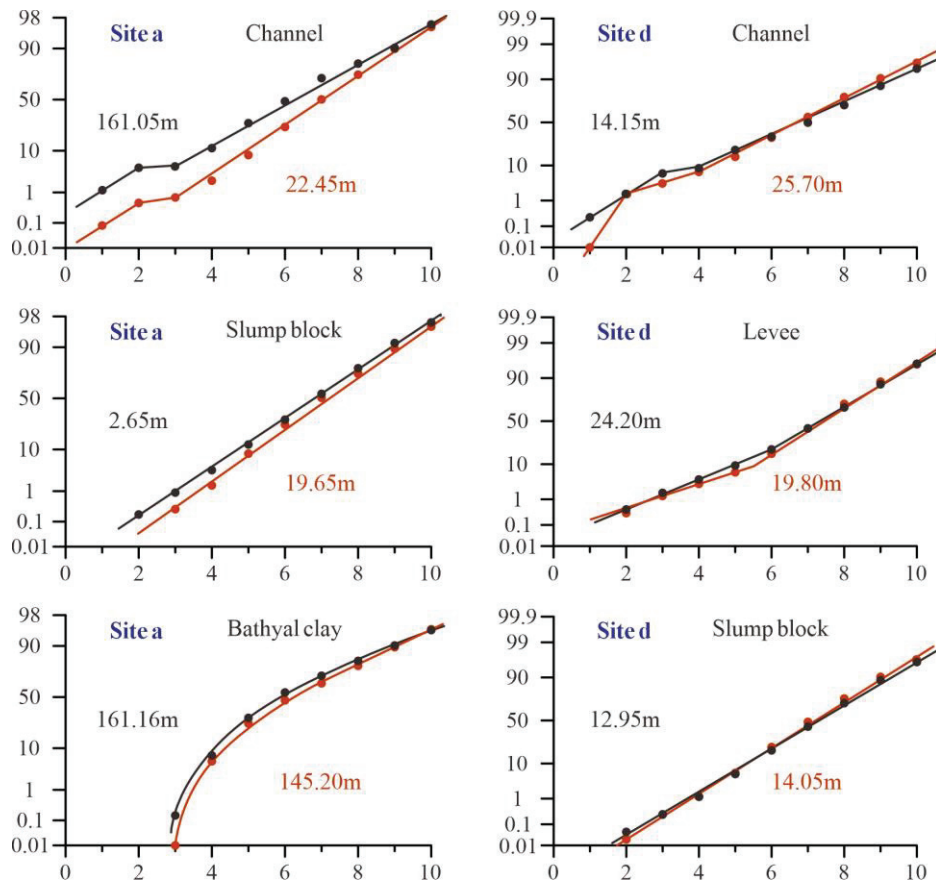 98
90
50
10
1
0.1
0.01
0 2 4 6 8 10
Site a
Channel
161.05m
22.45m
99.9
99
90
50
10
1
0.1
0.01
0 2 4 6 8 10
Site d
Channel
14.15m
25.70m
98
90
50
10
1
0.1
0.01
0 2 4 6 8 10
Site a
Slump block
2.65m
19.65m
99.9
99
90
50
10
1
0.1
0.01
0 2 4 6 8 10
Site d
Levee
24.20m
19.80m
98
90
50
10
1
0.1
0.01
0 2 4 6 8 10
Site a
Bathyal clay
161.16m
145.20m
99.9
99
90
50
10
1
0.1
0.01
0 2 4 6 8 10
Site d
Slump block
12.95m
14.05m